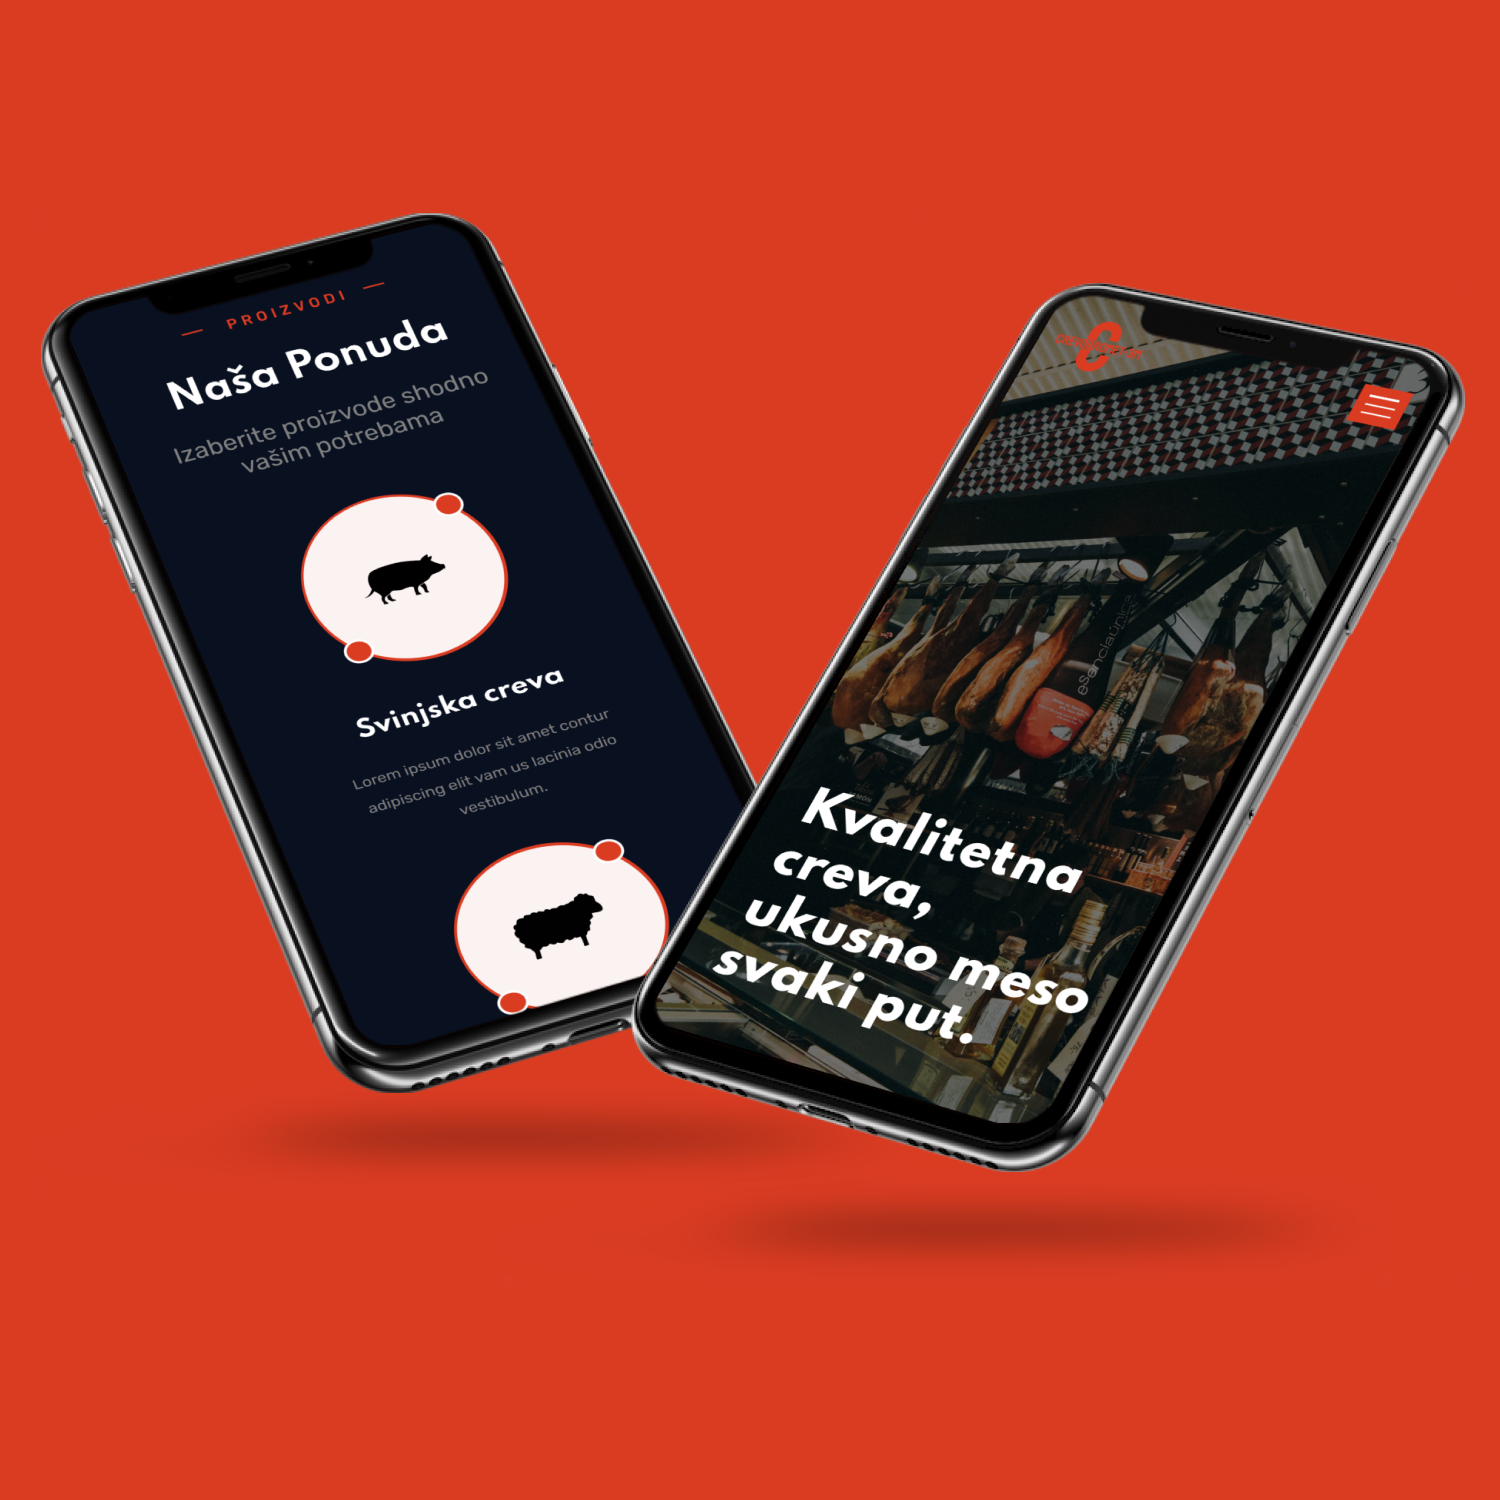 PROIZVODI
Naša Ponuda
Izaberite proizvode shodno
vašim potrebama
Svinjska creva
Lorem ipsum dolor sit amet contur
adipiscing elit vam us lacinia odio
vestibulum.
esenciaúnica
Kvalitetna
creva,
ukusno meso
svaki put.